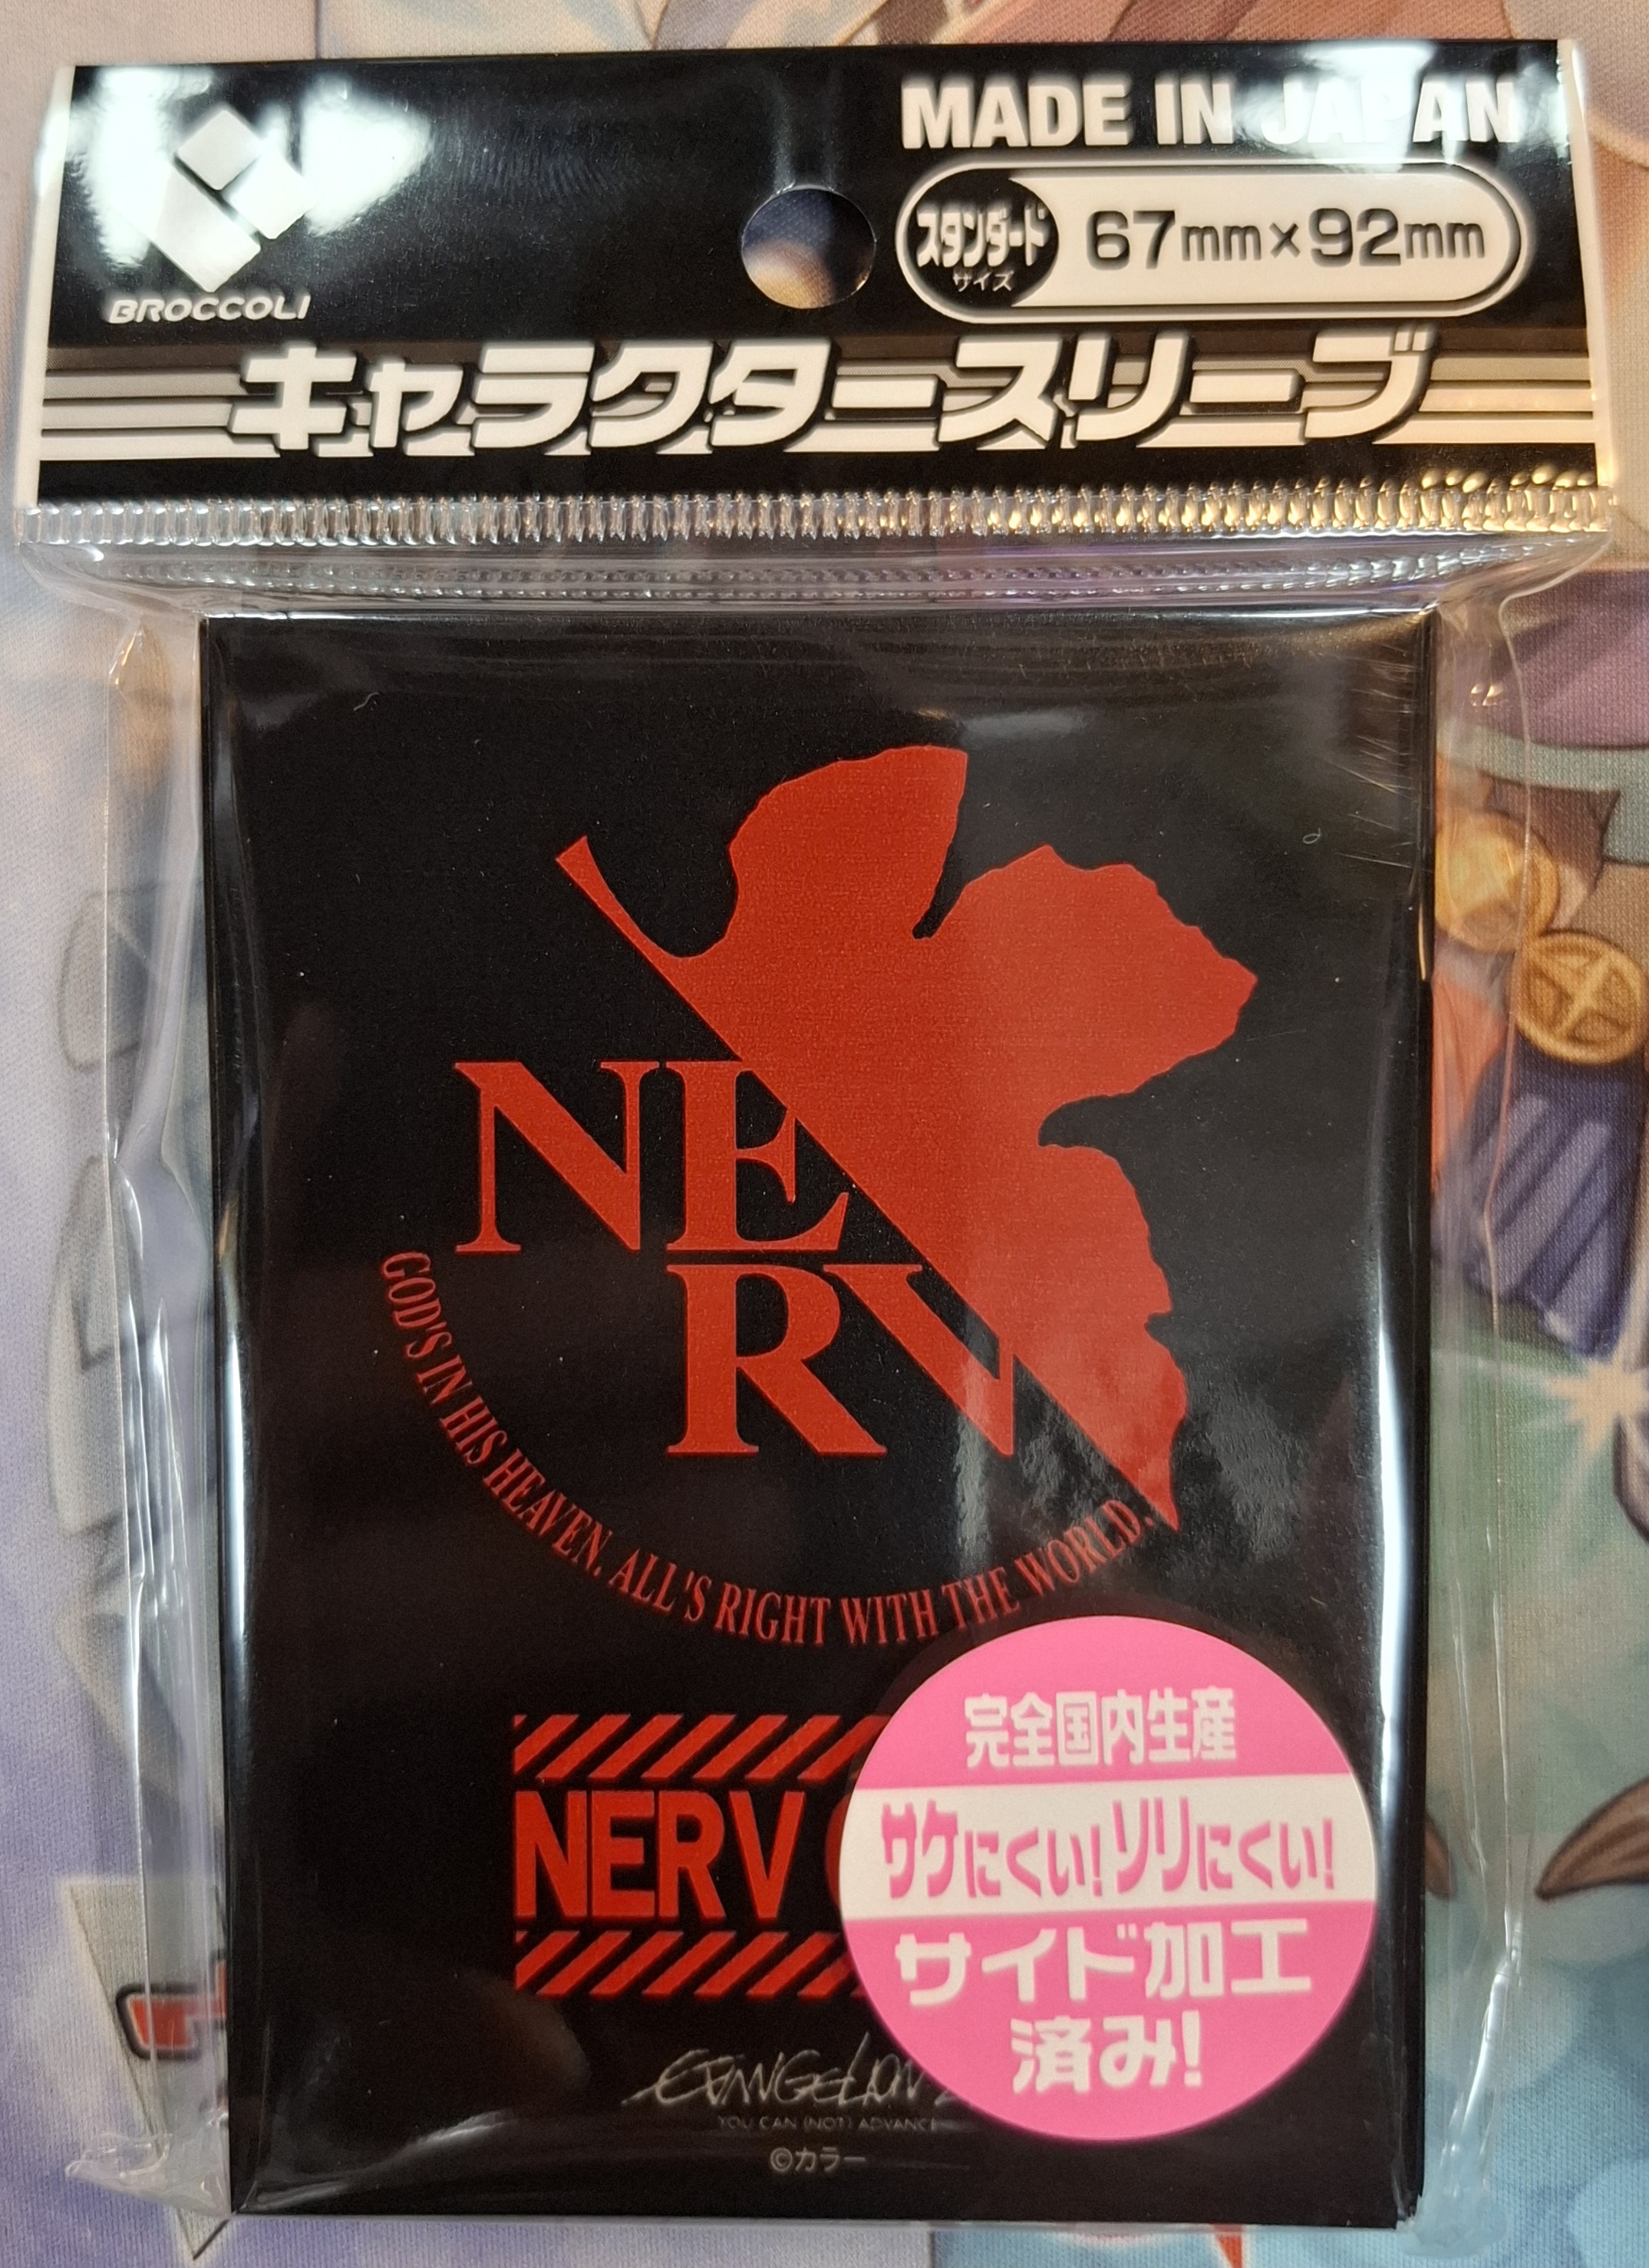 MADE IN JAPAN
スタンダード
サイズ
67mm×92mm
BROCCOLI
キャラクタースリーブ
NE
RV
GOD'S IN HIS HEAVEN. ALL'S RIGHT WITH THE WORLD.
NERV
完全国内生産
サケにくい!ソリにくい!
サイド加工
済み!
EVANGELION
YOU CAN (NOT) ADVANCE
©カラー